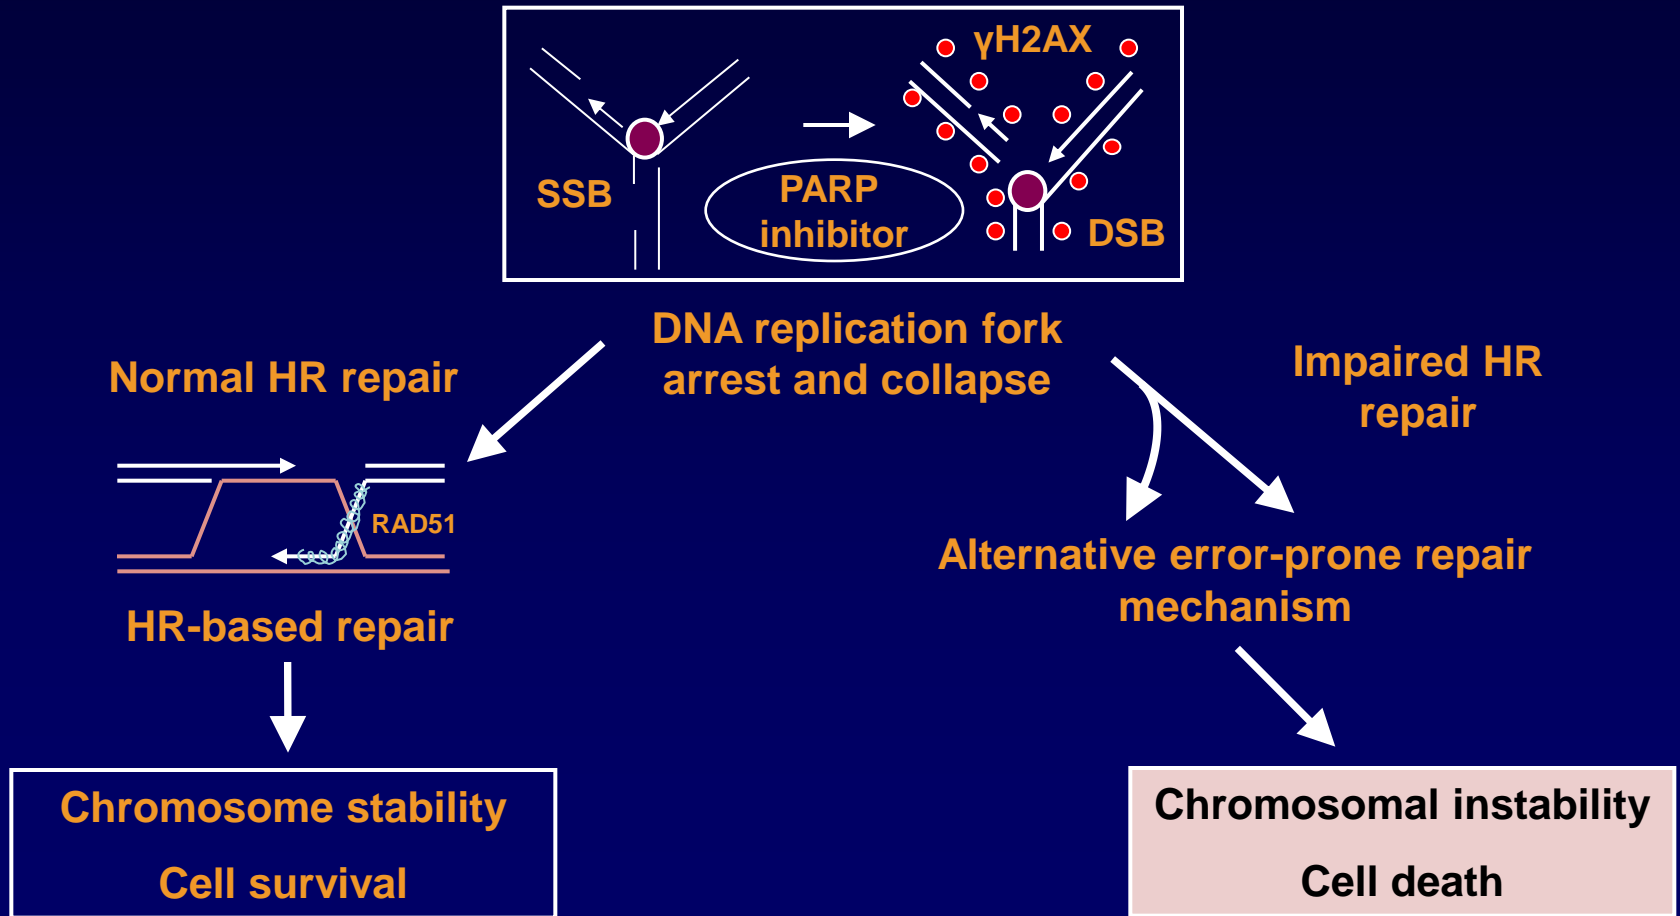 γH2AX
SSB
PARP
inhibitor
DSB
DNA replication fork
arrest and collapse
Normal HR repair
Impaired HR
repair
RAD51
HR-based repair
Alternative error-prone repair
mechanism
Chromosome stability
Cell survival
Chromosomal instability
Cell death